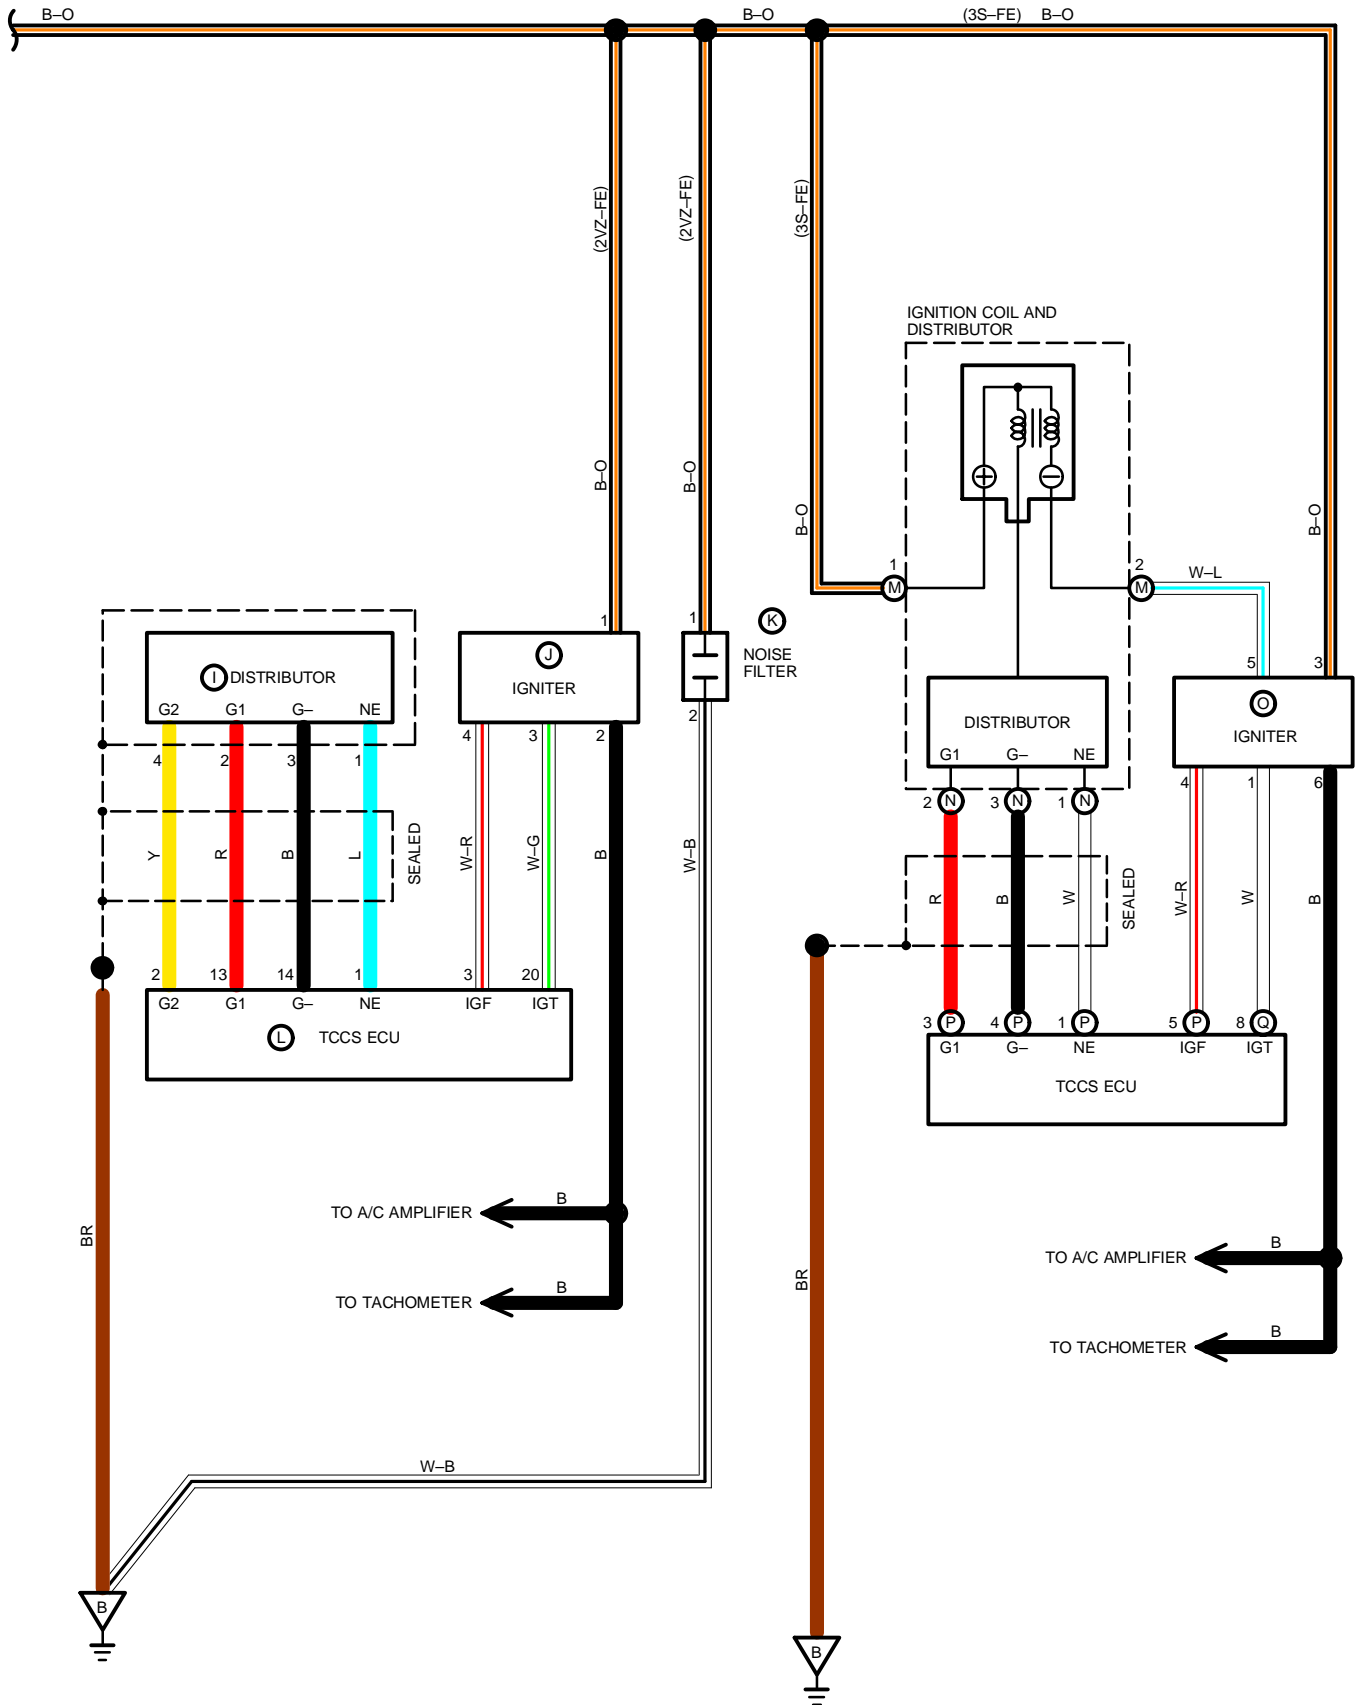 B–O
B–O
(3S–FE) B–O
(2VZ–FE)
(2VZ–FE)
(3S–FE)
IGNITION COIL AND
DISTRIBUTOR
B–O
B–O
B–O
B–O
1
M
2
M
W–L
1
1
K
NOISE
FILTER
5
3
I DISTRIBUTOR
G2 G1 G– NE
J
IGNITER
2
DISTRIBUTOR
G1 G– NE
O
IGNITER
4 2 3 1
4 3 2
2 N 3 N 1 N
4 1 6
Y
R
B
L
SEALED
W–R
W–G
B
W–B
R
B
W
SEALED
W–R
W
B
2 13 14 1 3 20
G2 G1 G– NE IGF IGT
L TCCS ECU
3 P 4 P 1 P 5 P 8 Q
G1 G– NE IGF IGT
TCCS ECU
BR
TO A/C AMPLIFIER
B
TO TACHOMETER
B
BR
TO A/C AMPLIFIER
B
TO TACHOMETER
B
W–B
B
B